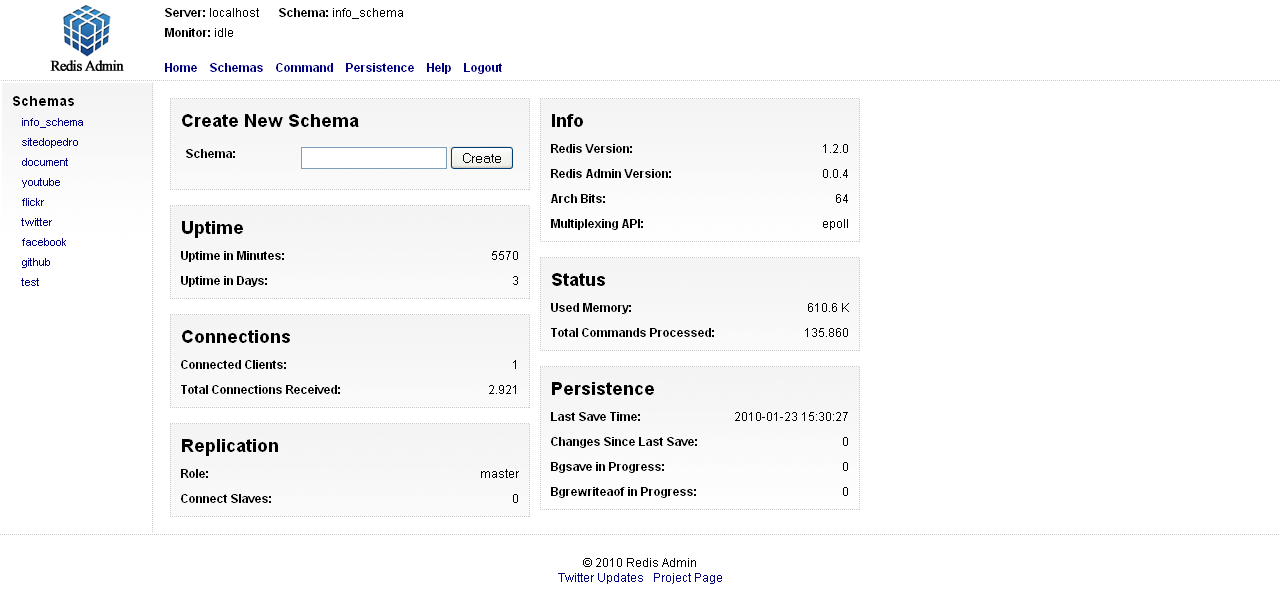 Redis Admin
Server: localhost Schema: info_schema
Monitor: idle
Home Schemas Command Persistence Help Logout
Schemas
info_schema
sitedopedro
document
youtube
flickr
twitter
facebook
github
test
Create New Schema
Schema: Create
Uptime
Uptime in Minutes: 5570
Uptime in Days: 3
Connections
Connected Clients: 1
Total Connections Received: 2.921
Replication
Role: master
Connect Slaves: 0
Info
Redis Version: 1.2.0
Redis Admin Version: 0.0.4
Arch Bits: 64
Multiplexing API: epoll
Status
Used Memory: 610.6 K
Total Commands Processed: 135.860
Persistence
Last Save Time: 2010-01-23 15:30:27
Changes Since Last Save: 0
Bgsave in Progress: 0
Bgrewriteaof in Progress: 0
© 2010 Redis Admin
Twitter Updates Project Page